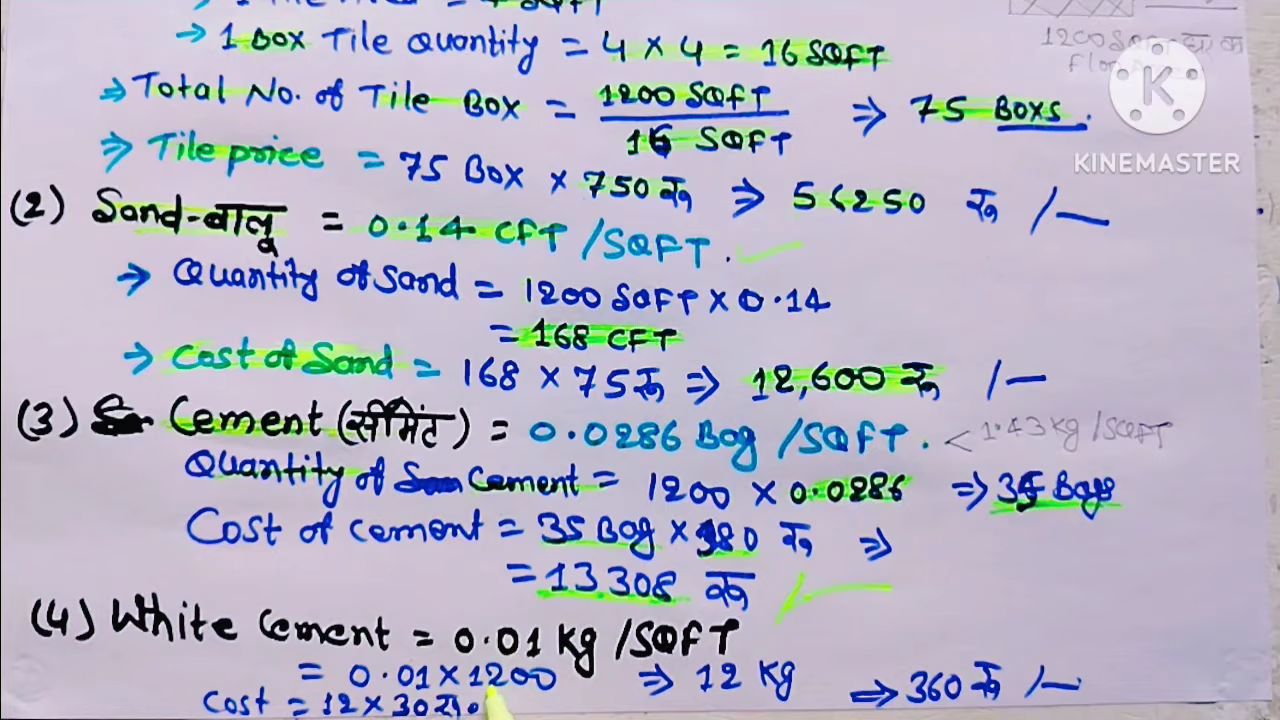 → 1 Box Tile Quantity = 4 × 4 = 16 SQFT
⇒ Total No. of Tile Box = 1200 SQFT / 16 SQFT ⇒ 75 Boxs.
⇒ Tile price = 75 Box × 750 रु ⇒ 56250 रु /—
(2) Sand-बालू = 0.14 CFT /SQFT.
→ Quantity of Sand = 1200 SQFT × 0.14
= 168 CFT
→ Cost of Sand = 168 × 75 रु ⇒ 12,600 रु /—
(3) Cement (सीमिंट) = 0.0286 Bag /SQFT. < 1.43 kg /SQFT
Quantity of Cement = 1200 × 0.0286 ⇒ 35 Bags
Cost of cement = 35 Bag × 380 रु ⇒
= 13308 रु
(4) White Cement = 0.01 kg /SQFT
= 0.01 × 1200 ⇒ 12 kg ⇒ 360 रु /—
Cost = 12 × 30 रु.
1200
KINEMASTER